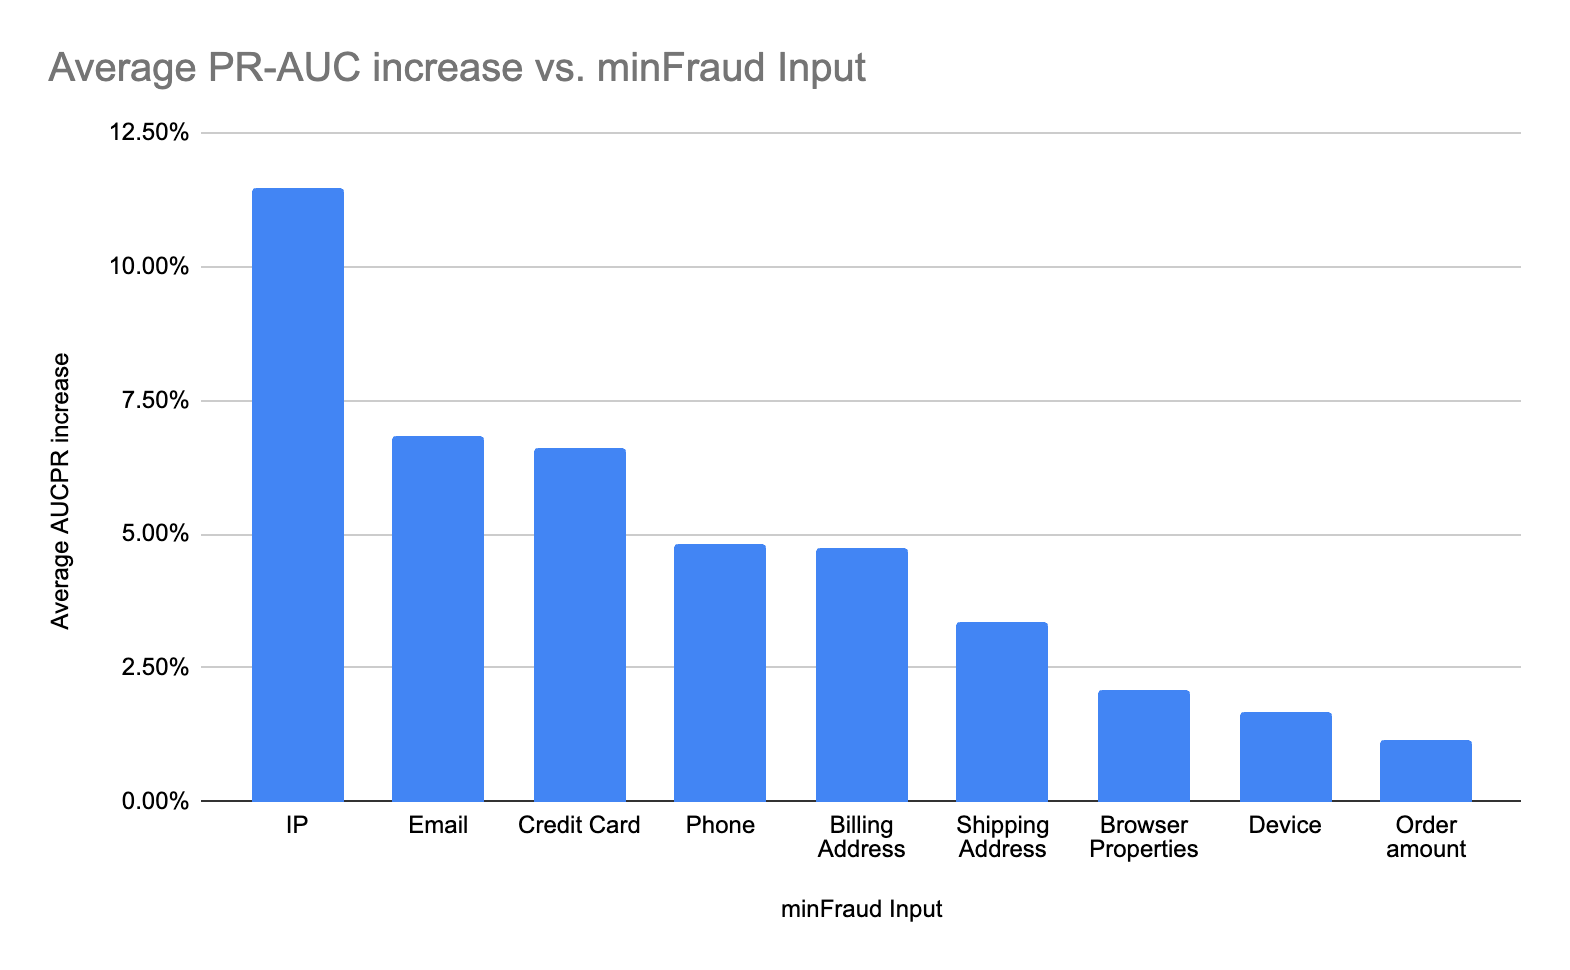 Average PR-AUC increase vs. minFraud Input
12.50%
10.00%
7.50%
5.00%
2.50%
0.00%
Average AUCPR increase
IP
Email
Credit Card
Phone
Billing
Address
Shipping
Address
Browser
Properties
Device
Order
amount
minFraud Input